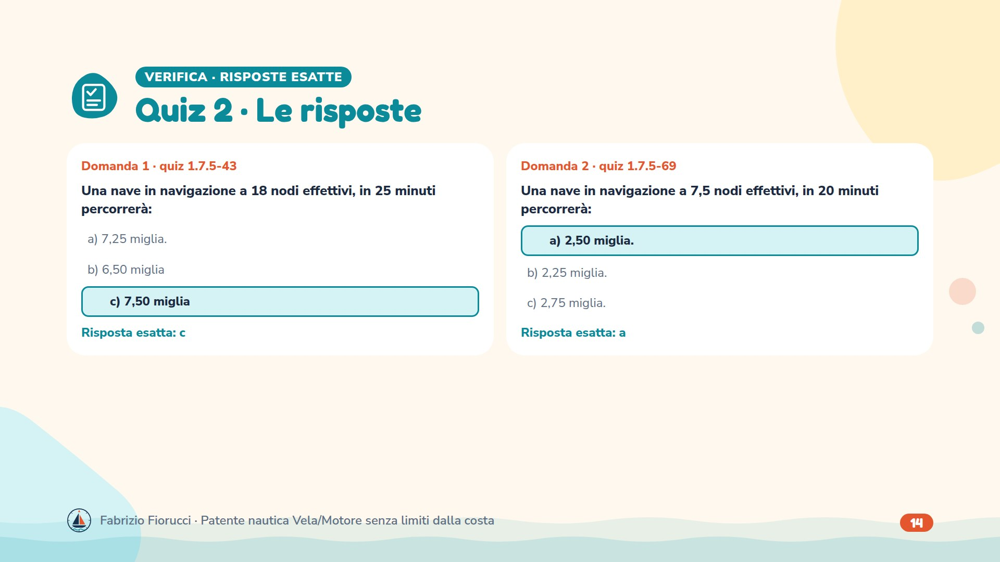 VERIFICA · RISPOSTE ESATTE
Quiz 2 · Le risposte
Domanda 1 · quiz 1.7.5-43
Una nave in navigazione a 18 nodi effettivi, in 25 minuti
percorrerà:
a) 7,25 miglia.
b) 6,50 miglia
c) 7,50 miglia
Risposta esatta: c
Domanda 2 · quiz 1.7.5-69
Una nave in navigazione a 7,5 nodi effettivi, in 20 minuti
percorrerà:
a) 2,50 miglia.
b) 2,25 miglia.
c) 2,75 miglia.
Risposta esatta: a
Fabrizio Fiorucci · Patente nautica Vela/Motore senza limiti dalla costa
14